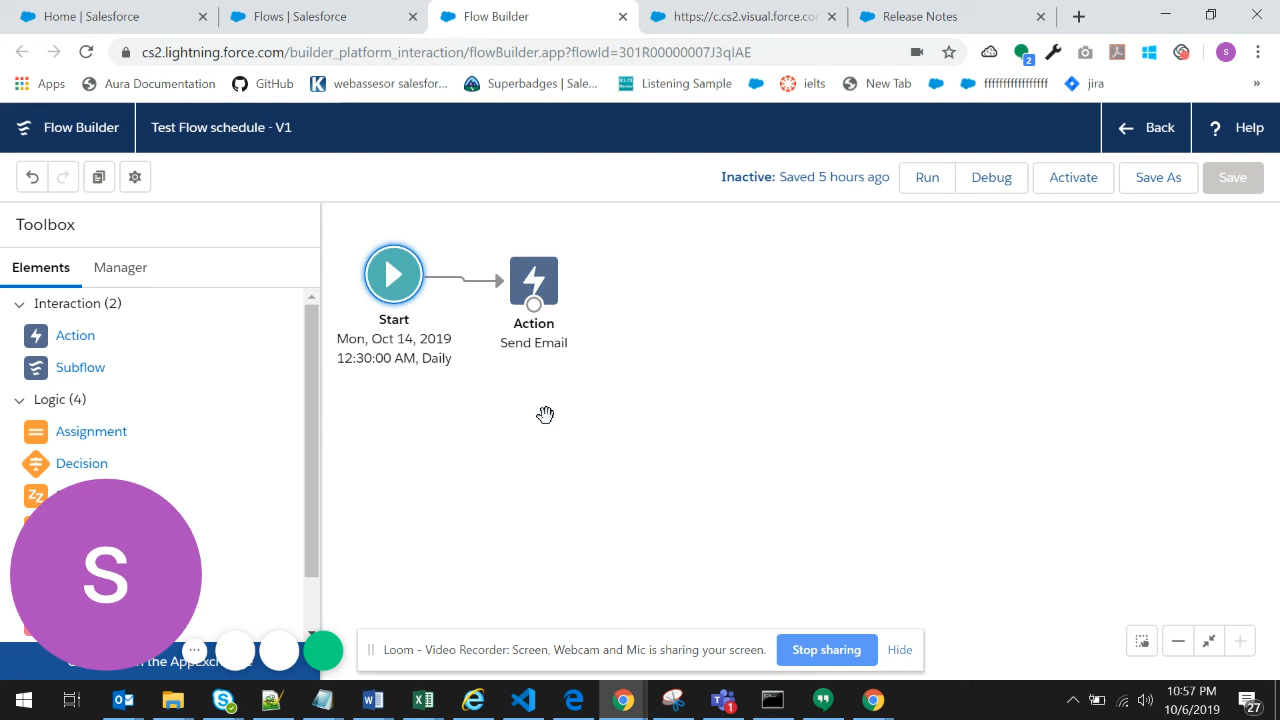 Home | Salesforce
Flows | Salesforce
Flow Builder
https://c.cs2.visual.force.co
Release Notes
cs2.lightning.force.com/builder_platform_interaction/flowBuilder.app?flowId=301R00000007J3qIAE
2
s
Apps
Aura Documentation
GitHub
webassesor salesfor...
Superbadges | Sale...
Listening Sample
ielts
New Tab
ffffffffffffffff
jira
»
Flow Builder
Test Flow schedule - V1
Back
? Help
Inactive: Saved 5 hours ago
Run
Debug
Activate
Save As
Save
Toolbox
Elements
Manager
Interaction (2)
Action
Subflow
Logic (4)
Assignment
Decision
S
Start
Mon, Oct 14, 2019
12:30:00 AM, Daily
Action
Send Email
Loom - Video Recorder: Screen, Webcam and Mic is sharing your screen.
Stop sharing
Hide
10:57 PM
10/6/2019
27
1